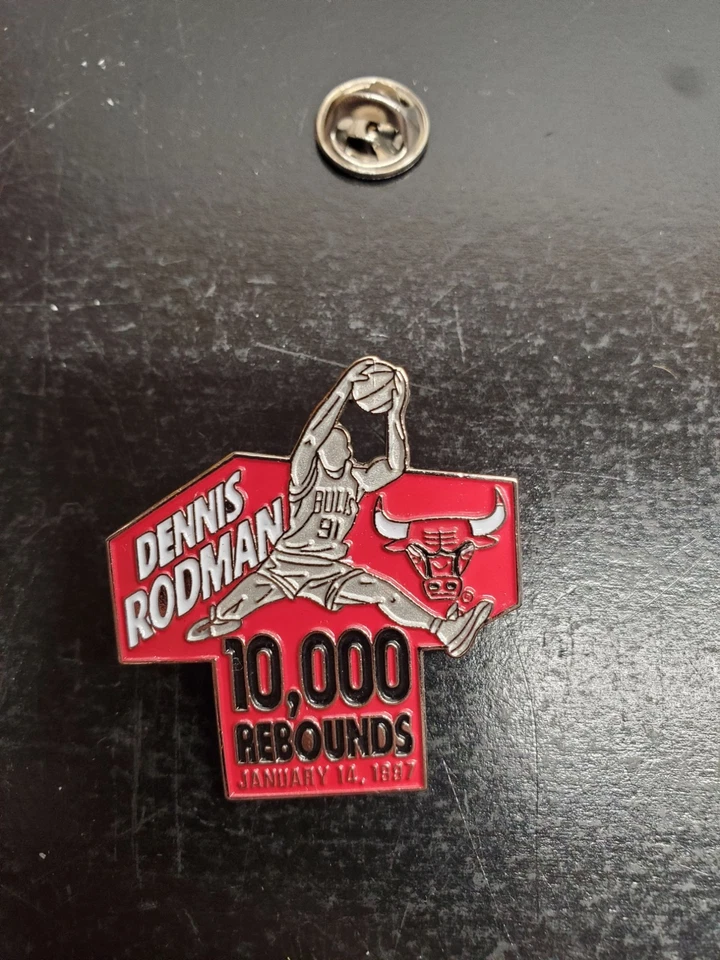 DENNIS
RODMAN
BULLS
91
®
10,000
REBOUNDS
JANUARY 14, 1997